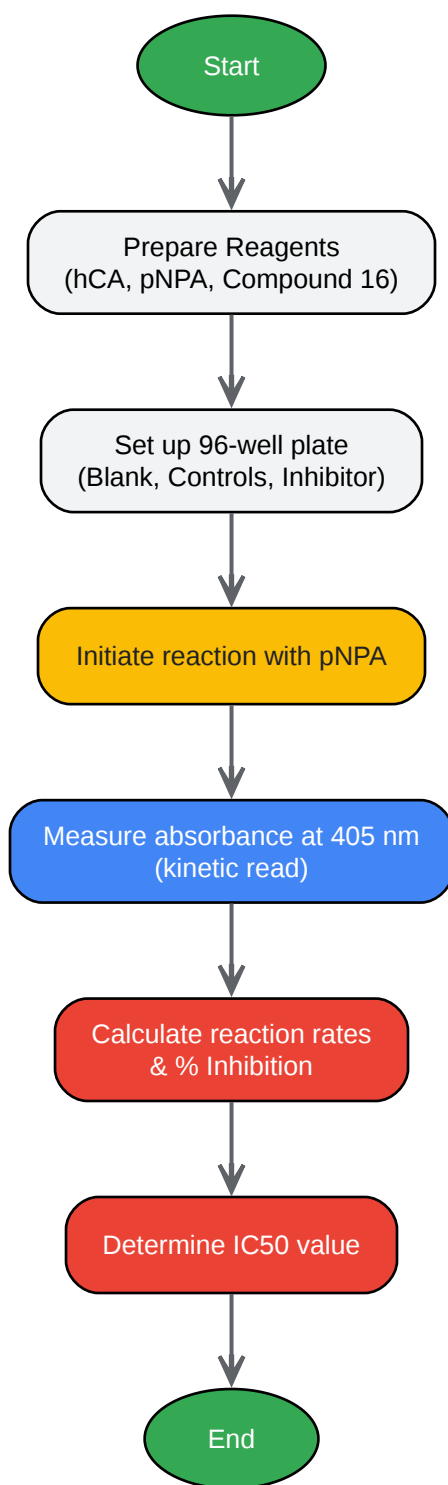 Start
Prepare Reagents
(hCA, pNPA, Compound 16)
Set up 96-well plate
(Blank, Controls, Inhibitor)
Initiate reaction with pNPA
Measure absorbance at 405 nm
(kinetic read)
Calculate reaction rates
& % Inhibition
Determine IC50 value
End